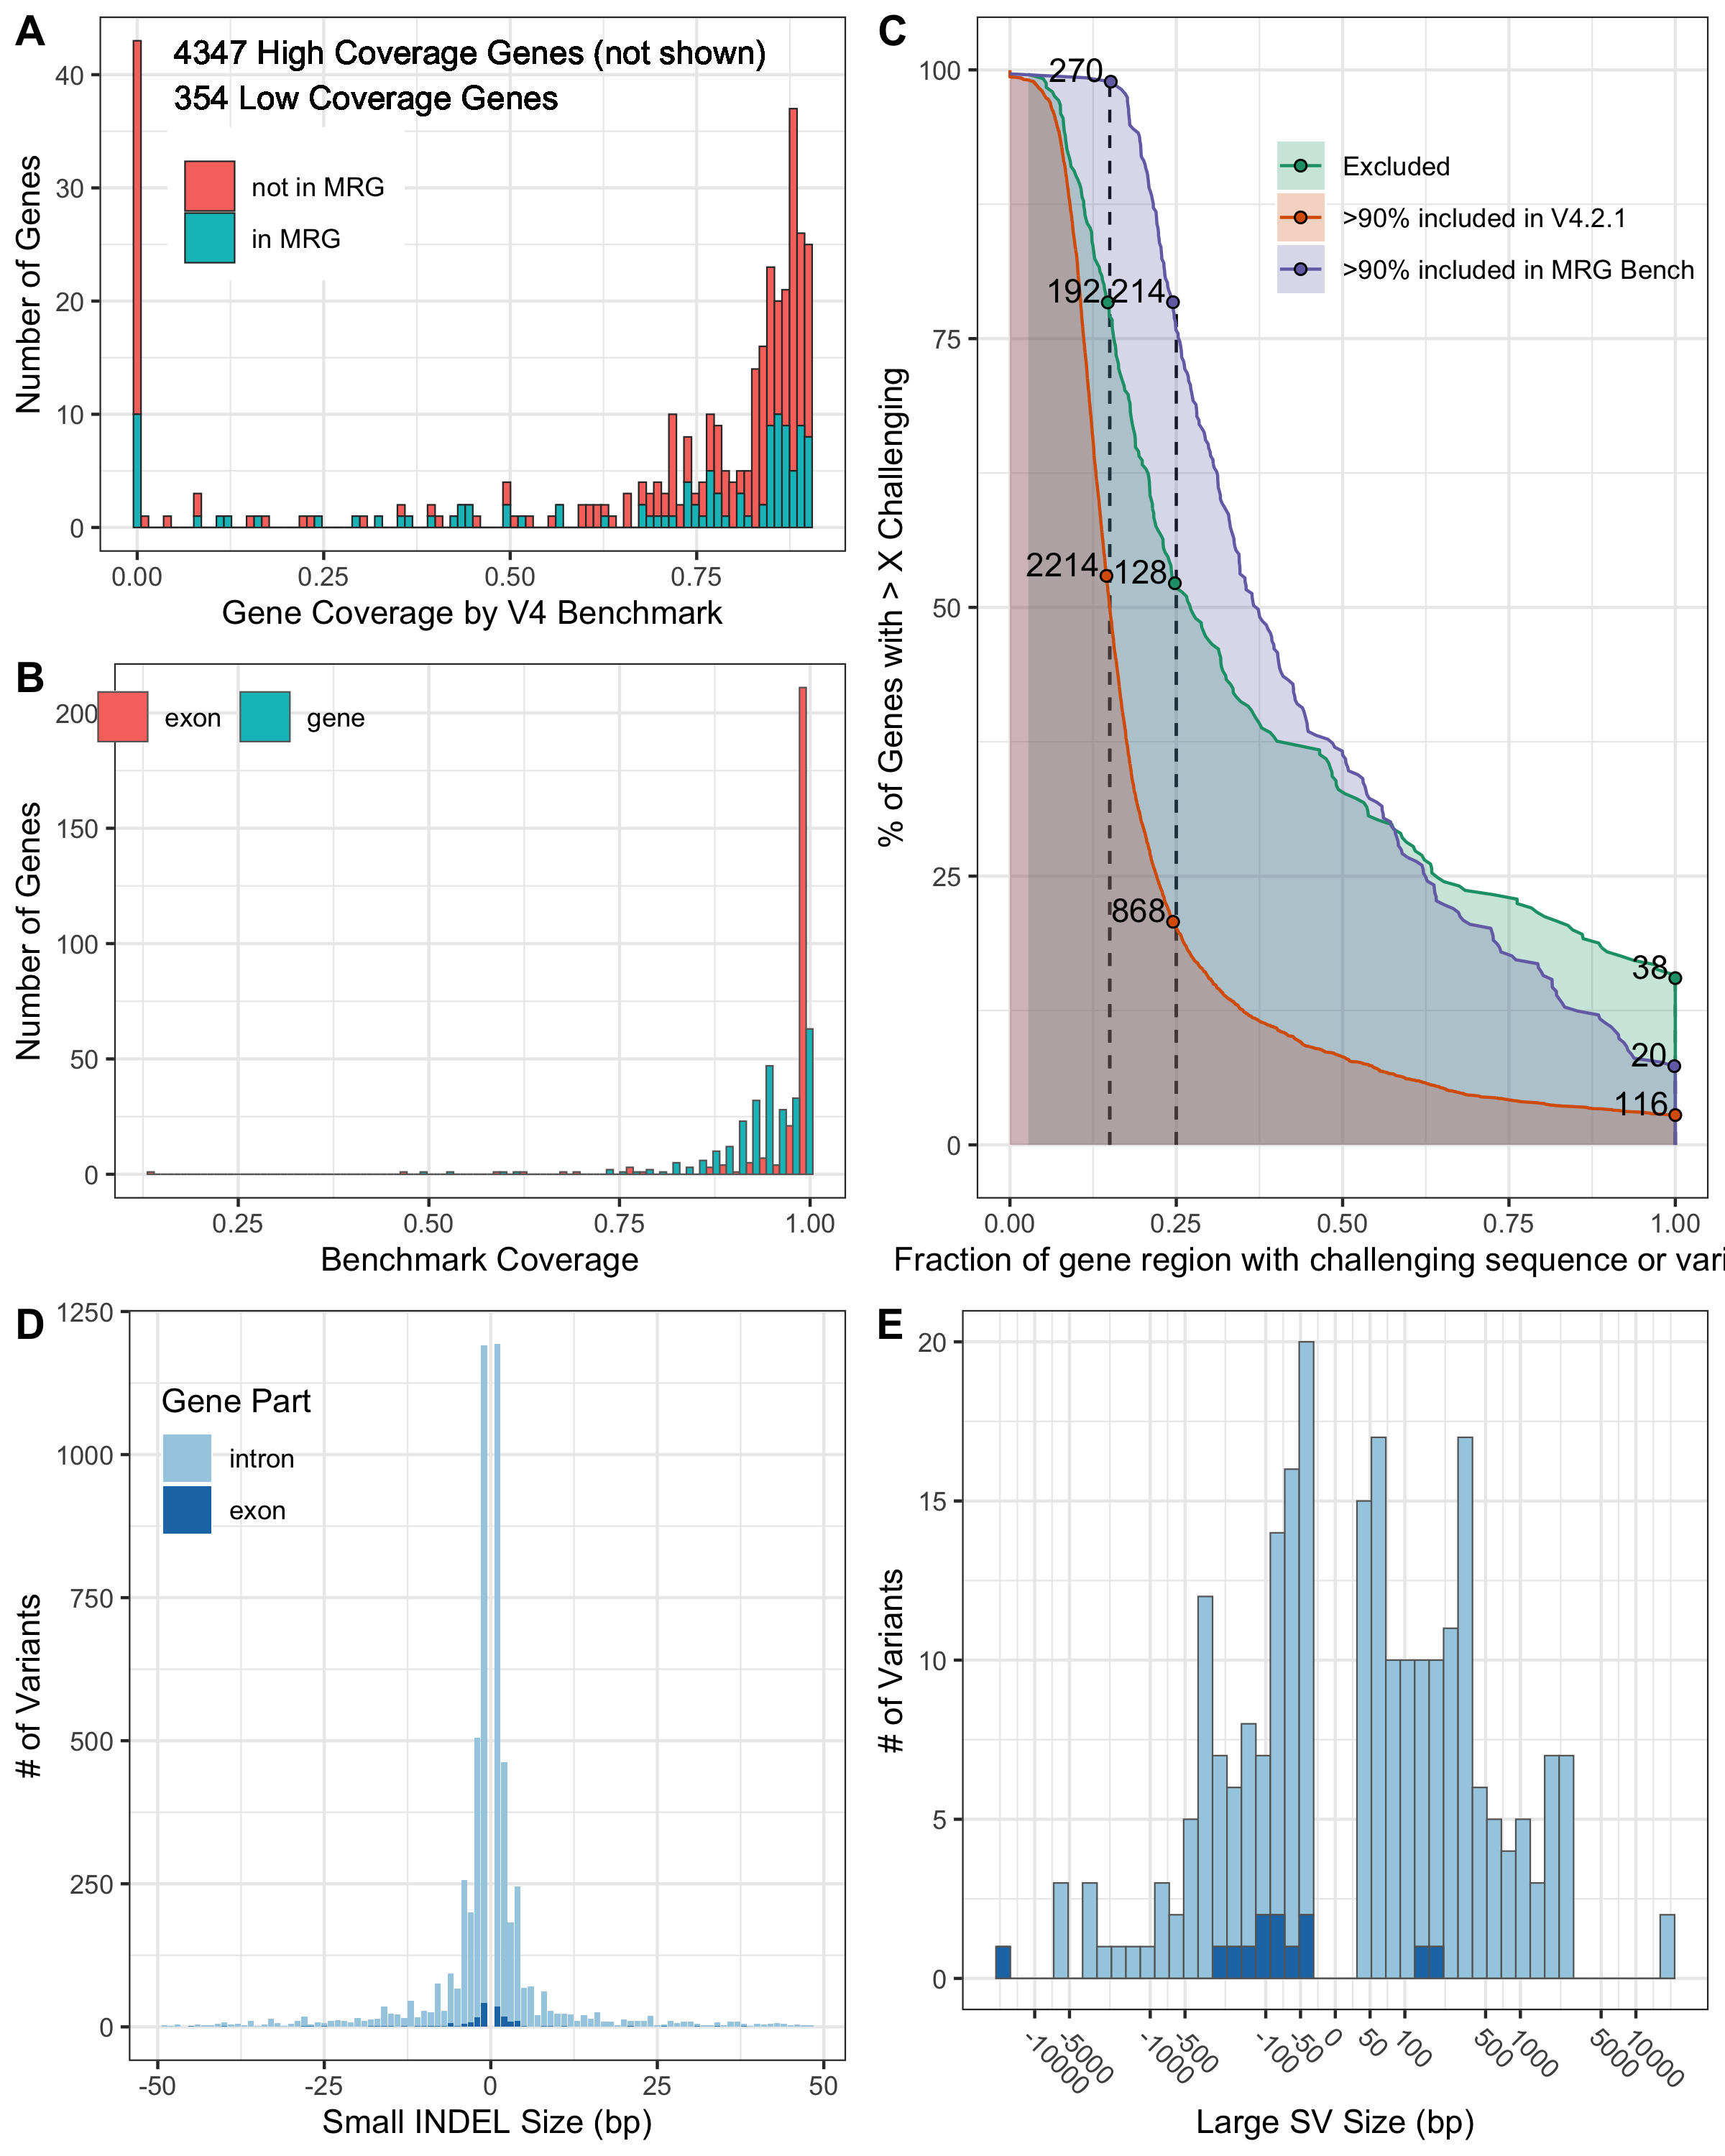 A
4347 High Coverage Genes (not shown)
354 Low Coverage Genes
not in MRG
in MRG
Number of Genes
40
30
20
10
0
0.00 0.25 0.50 0.75
Gene Coverage by V4 Benchmark
B
exon gene
Number of Genes
200
150
100
50
0
0.25 0.50 0.75 1.00
Benchmark Coverage
C
Excluded
>90% included in V4.2.1
>90% included in MRG Bench
% of Genes with > X Challenging
100
75
50
25
0
270
192 214
2214 128
868
38
20
116
0.00 0.25 0.50 0.75 1.00
Fraction of gene region with challenging sequence or vari
D
Gene Part
intron
exon
# of Variants
1250
1000
750
500
250
0
-50 -25 0 25 50
Small INDEL Size (bp)
E
# of Variants
20
15
10
5
0
-10000 -5000 -1000 -500 -100 -50 0 50 100 500 1000 5000 10000
Large SV Size (bp)